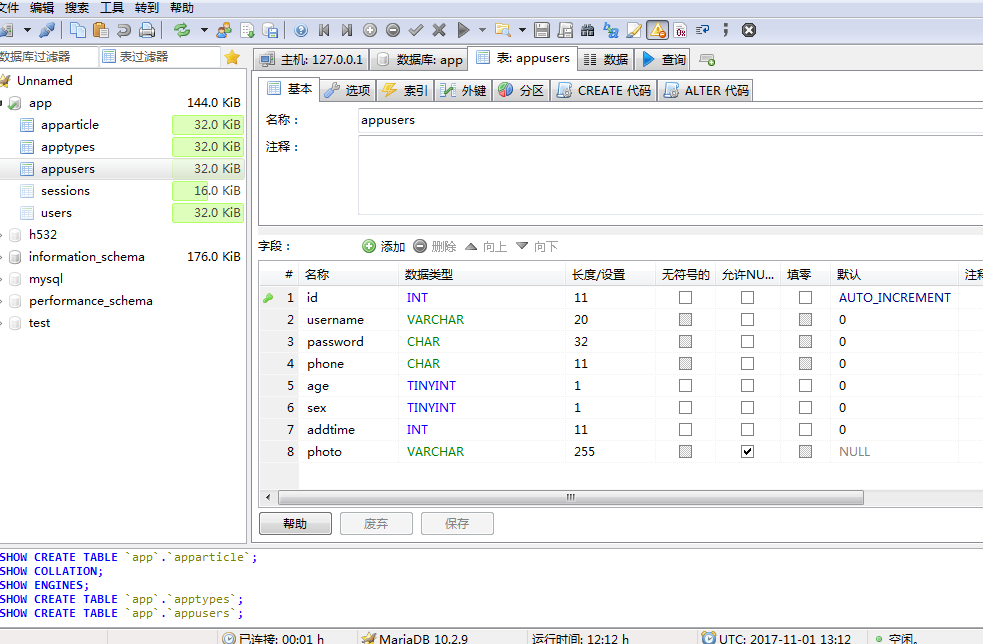 文件 编辑 搜索 工具 转到 帮助
数据库过滤器 表过滤器 主机: 127.0.0.1 数据库: app 表: appusers 数据 查询
Unnamed
app 144.0 KiB
apparticle 32.0 KiB
apptypes 32.0 KiB
appusers 32.0 KiB
sessions 16.0 KiB
users 32.0 KiB
h532
information_schema 176.0 KiB
mysql
performance_schema
test
基本 选项 索引 外键 分区 CREATE 代码 ALTER 代码
名称： appusers
注释：
字段： 添加 删除 向上 向下
# 名称 数据类型 长度/设置 无符号的 允许NU... 填零 默认 注释
1 id INT 11 AUTO_INCREMENT
2 username VARCHAR 20 0
3 password CHAR 32 0
4 phone CHAR 11 0
5 age TINYINT 1 0
6 sex TINYINT 1 0
7 addtime INT 11 0
8 photo VARCHAR 255 NULL
帮助 废弃 保存
SHOW CREATE TABLE `app`.`apparticle`;
SHOW COLLATION;
SHOW ENGINES;
SHOW CREATE TABLE `app`.`apptypes`;
SHOW CREATE TABLE `app`.`appusers`;
已连接: 00:01 h MariaDB 10.2.9 运行时间: 12:12 h UTC: 2017-11-01 13:12 空闲。